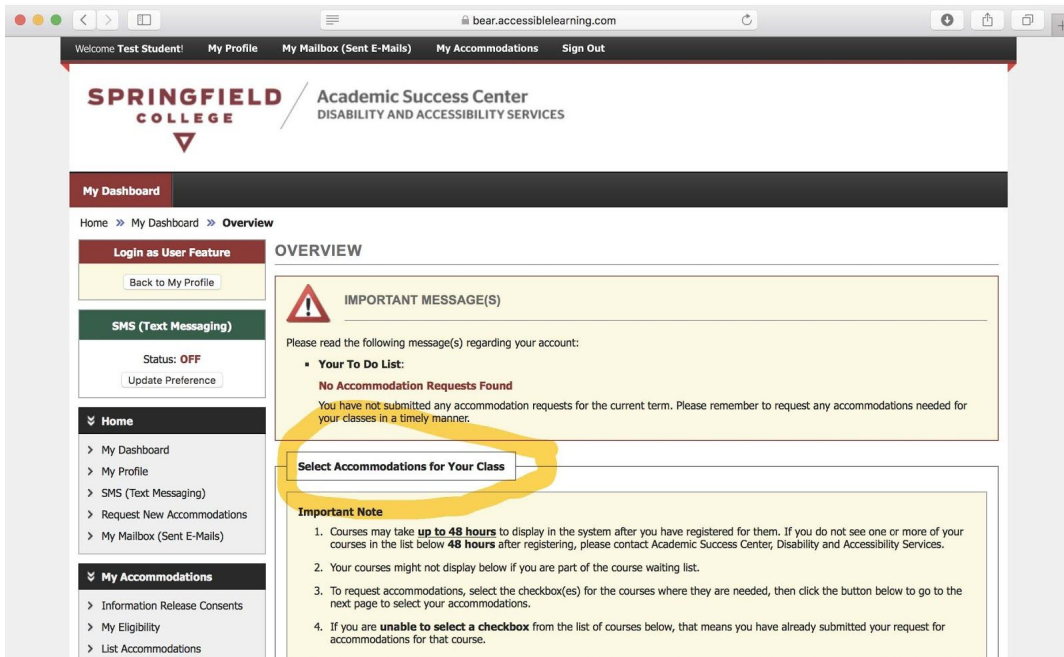 bear.accessiblelearning.com
Welcome Test Student! My Profile My Mailbox (Sent E-Mails) My Accommodations Sign Out
SPRINGFIELD
COLLEGE
Academic Success Center
DISABILITY AND ACCESSIBILITY SERVICES
My Dashboard
Home » My Dashboard » Overview
Login as User Feature
Back to My Profile
SMS (Text Messaging)
Status: OFF
Update Preference
Home
My Dashboard
My Profile
SMS (Text Messaging)
Request New Accommodations
My Mailbox (Sent E-Mails)
My Accommodations
Information Release Consents
My Eligibility
List Accommodations
OVERVIEW
IMPORTANT MESSAGE(S)
Please read the following message(s) regarding your account:
Your To Do List:
No Accommodation Requests Found
You have not submitted any accommodation requests for the current term. Please remember to request any accommodations needed for
your classes in a timely manner.
Select Accommodations for Your Class
Important Note
1. Courses may take up to 48 hours to display in the system after you have registered for them. If you do not see one or more of your
courses in the list below 48 hours after registering, please contact Academic Success Center, Disability and Accessibility Services.
2. Your courses might not display below if you are part of the course waiting list.
3. To request accommodations, select the checkbox(es) for the courses where they are needed, then click the button below to go to the
next page to select your accommodations.
4. If you are unable to select a checkbox from the list of courses below, that means you have already submitted your request for
accommodations for that course.